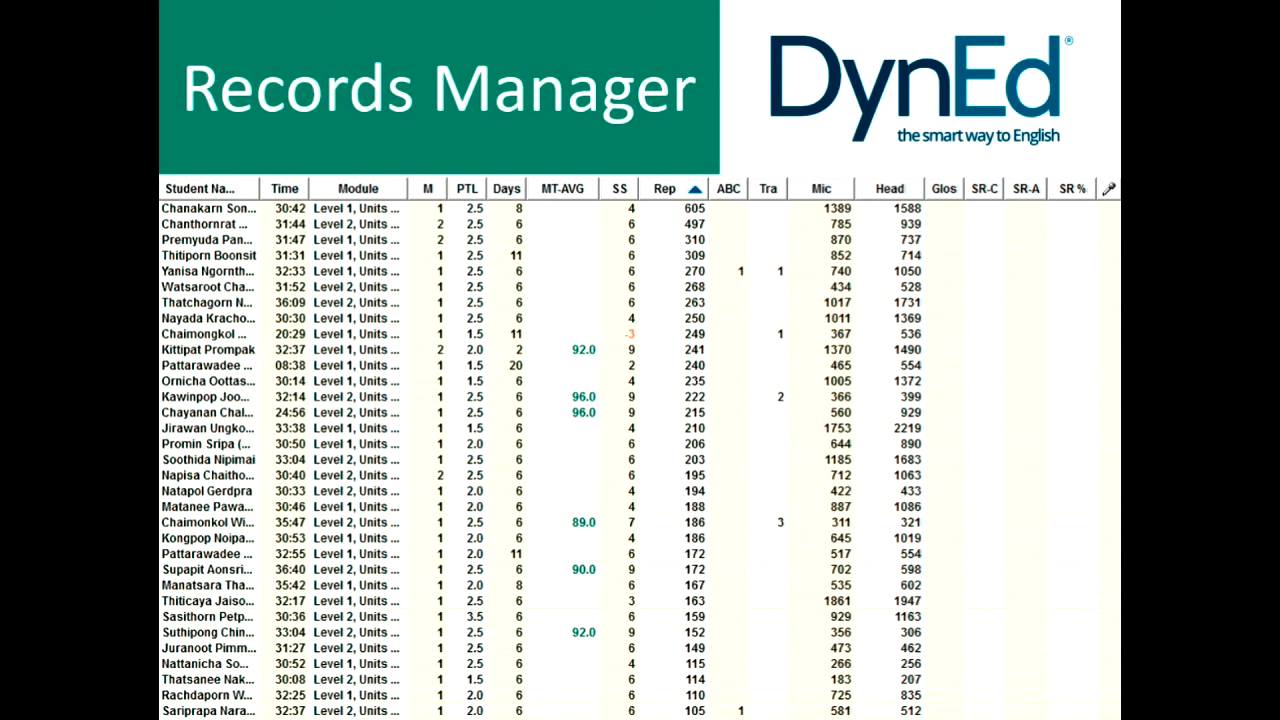 Records Manager
DynEd®
the smart way to English
Student Na... Time Module M PTL Days MT-AVG SS Rep ABC Tra Mic Head Glos SR-C SR-A SR %
Chanakarn Son... 30:42 Level 1, Units ... 1 2.5 8 4 605 1389 1588
Chanthornrat ... 31:44 Level 2, Units ... 2 2.5 6 6 497 785 939
Premyuda Pan... 31:47 Level 1, Units ... 2 2.5 6 6 310 870 737
Thitiporn Boonsit 31:31 Level 2, Units ... 1 2.5 11 6 309 852 714
Yanisa Ngornth... 32:33 Level 1, Units ... 1 2.5 6 6 270 1 1 740 1050
Watsaroot Cha... 31:52 Level 2, Units ... 1 2.5 6 6 268 434 528
Thatchagorn N... 36:09 Level 1, Units ... 1 2.5 6 6 263 1017 1731
Nayada Kracho... 30:30 Level 1, Units ... 1 2.5 6 4 250 1011 1369
Chaimongkol ... 20:29 Level 1, Units ... 1 1.5 11 -3 249 1 367 536
Kittipat Prompak 32:37 Level 1, Units ... 2 2.0 2 92.0 9 241 1370 1490
Pattarawadee ... 08:38 Level 1, Units ... 1 1.5 20 2 240 465 554
Ornicha Oottas... 30:14 Level 1, Units ... 1 1.5 6 4 235 1005 1372
Kawinpop Joo... 32:14 Level 2, Units ... 1 2.5 6 96.0 9 222 2 366 399
Chayanan Chal... 24:56 Level 2, Units ... 1 2.5 6 96.0 9 215 560 929
Jirawan Ungko... 33:38 Level 1, Units ... 1 1.5 6 4 210 1753 2219
Promin Sripa (... 30:50 Level 1, Units ... 1 2.0 6 6 206 644 890
Soothida Nipimai 33:04 Level 2, Units ... 1 2.5 6 6 203 1185 1683
Napisa Chaitho... 30:40 Level 2, Units ... 2 2.5 6 6 195 712 1063
Natapol Gerdpra 30:33 Level 2, Units ... 1 2.0 6 4 194 422 433
Matanee Pawa... 30:46 Level 1, Units ... 1 2.0 6 4 188 887 1086
Chaimonkol Wi... 35:47 Level 2, Units ... 1 2.5 6 89.0 7 186 3 311 321
Kongpop Noipa... 30:53 Level 1, Units ... 1 2.0 6 4 186 645 1019
Pattarawadee ... 32:55 Level 1, Units ... 1 2.0 11 6 172 517 554
Supapit Aonsri... 36:40 Level 2, Units ... 1 2.0 6 90.0 9 172 702 598
Manatsara Tha... 35:42 Level 1, Units ... 1 2.0 8 6 167 535 602
Thiticaya Jaiso... 32:17 Level 1, Units ... 1 2.5 6 3 163 1861 1947
Sasithorn Petp... 30:36 Level 2, Units ... 1 3.5 6 6 159 929 1163
Suthipong Chin... 33:04 Level 2, Units ... 1 2.5 6 92.0 9 152 356 306
Juranoot Pimm... 31:27 Level 2, Units ... 1 2.5 6 6 149 473 462
Nattanicha So... 30:52 Level 1, Units ... 1 2.5 6 4 115 266 256
Thatsanee Nak... 30:08 Level 2, Units ... 1 1.5 6 6 114 183 207
Rachdaporn W... 32:25 Level 1, Units ... 1 2.0 6 6 110 725 835
Sariprapa Nara... 32:37 Level 2, Units ... 1 2.0 6 6 105 1 581 512